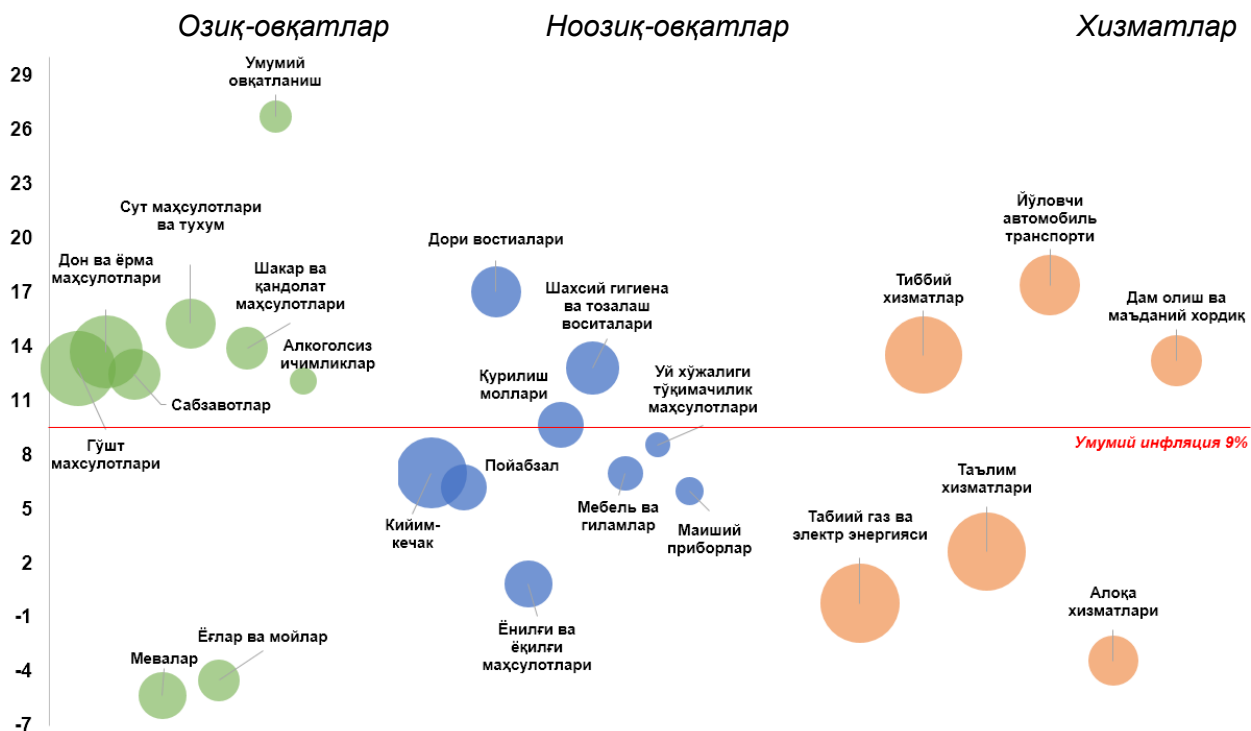 Озиқ-овқатлар
Ноозиқ-овқатлар
Хизматлар
29
26
23
20
17
14
11
8
5
2
-1
-4
-7
Умумий
овқатланиш
Сут маҳсулотлари
ва тухум
Дон ва ёрма
маҳсулотлари
Шакар ва
қандолат
маҳсулотлари
Алкоголсиз
ичимликлар
Сабзавотлар
Гўшт
махсулотлари
Ёғлар ва мойлар
Мевалар
Дори востиалари
Шахсий гигиена
ва тозалаш
воситалари
Қурилиш
моллари
Уй хўжалиги
тўқимачилик
маҳсулотлари
Пойабзал
Кийим-
кечак
Мебель ва
гиламлар
Маиший
приборлар
Ёнилғи ва
ёқилғи
маҳсулотлари
Йўловчи
автомобиль
транспорти
Тиббий
хизматлар
Дам олиш ва
маъданий хордиқ
Умумий инфляция 9%
Таълим
хизматлари
Табиий газ ва
электр энергияси
Алоқа
хизматлари